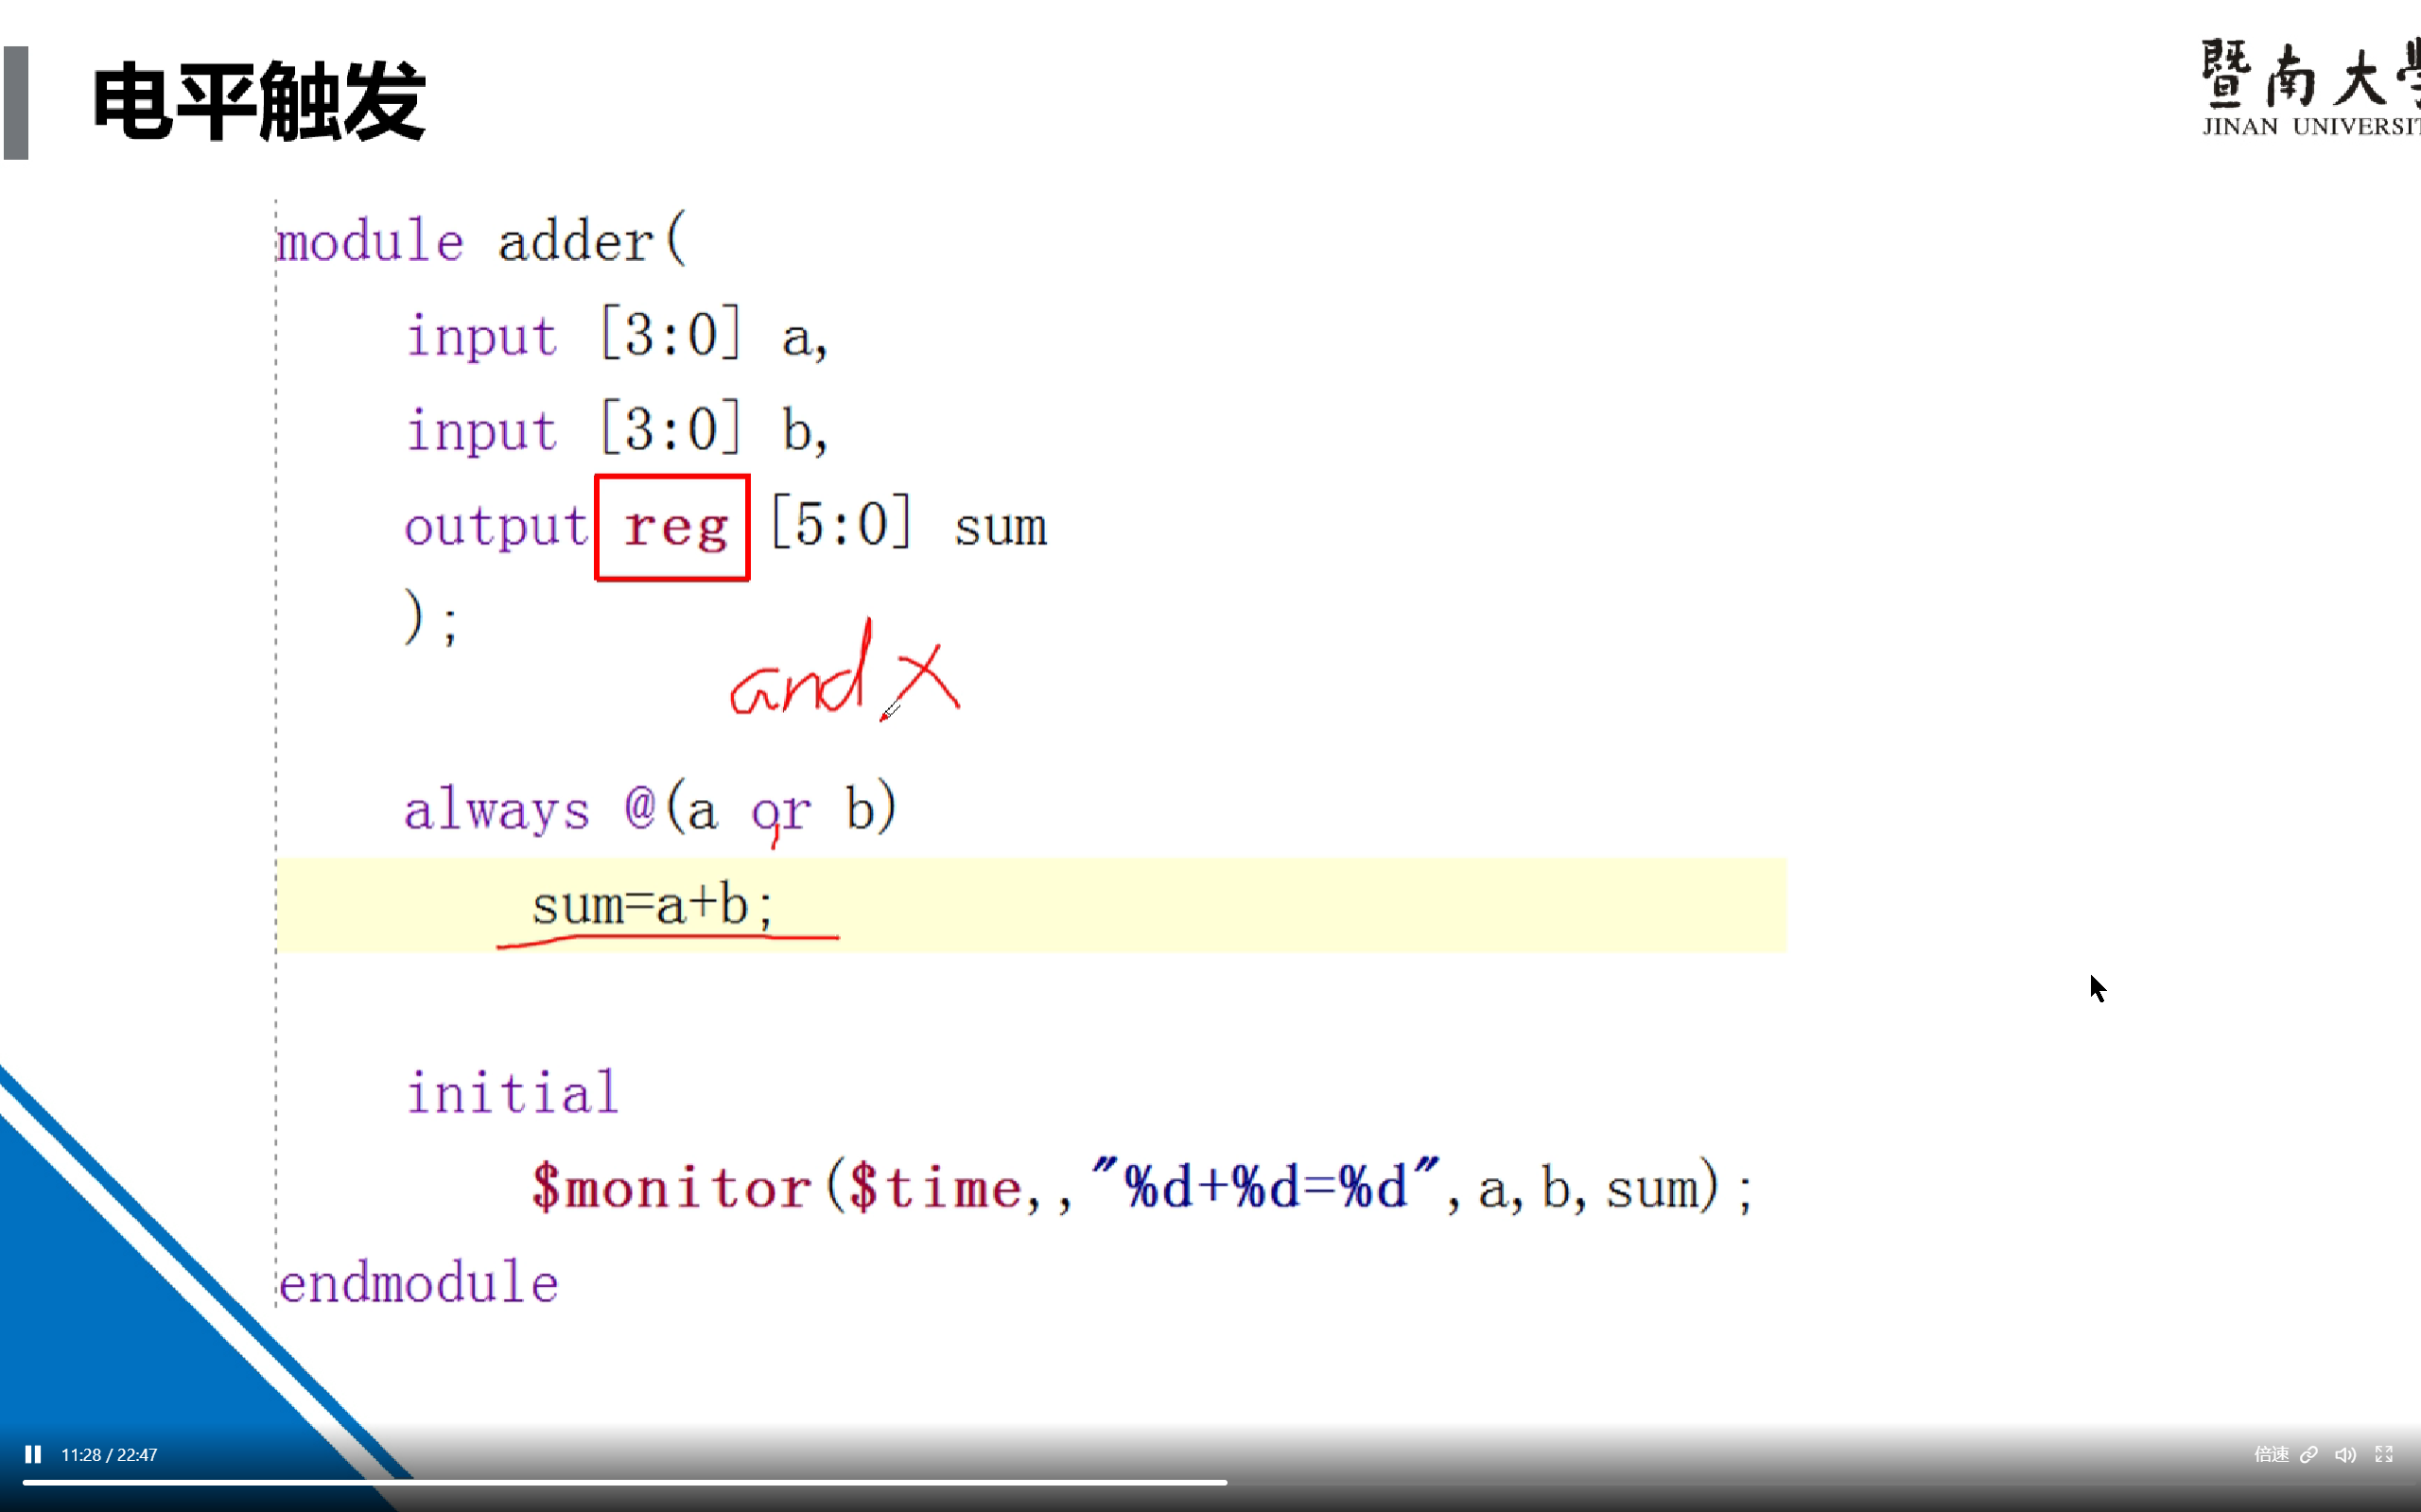 电平触发
暨南大學
JINAN UNIVERSIT
module adder(
input [3:0] a,
input [3:0] b,
output reg [5:0] sum
);
and X
always @(a or b)
,
sum=a+b;
initial
$monitor($time,,"%d+%d=%d",a,b,sum);
endmodule
11:28 / 22:47
倍速